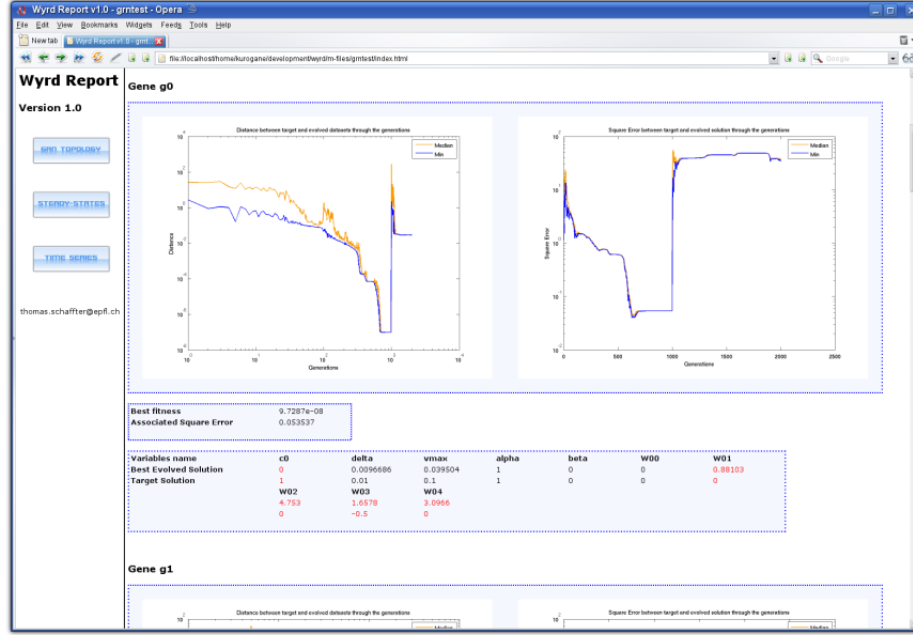 Wyrd Report v1.0 - grntest - Opera
File Edit View Bookmarks Widgets Feeds Tools Help
New tab Wyrd Report v1.0 - grnt...
file://localhost/home/kurogane/development/wyrd/m-files/grntest/index.html Google
Wyrd Report
Version 1.0
GRN TOPOLOGY
STEADY-STATES
TIME SERIES
thomas.schaffter@epfl.ch
Gene g0
Distance between target and evolved datasets through the generations
Median
Min
Distance
Generations
Square Error between target and evolved solution through the generations
Median
Min
Square Error
0 500 1000 1500 2000 2500
Generations
Best fitness 9.7287e-08
Associated Square Error 0.053537
Variables name c0 delta vmax alpha beta W00 W01
Best Evolved Solution 0 0.0096686 0.039504 1 0 0 0.88103
Target Solution 1 0.01 0.1 1 0 0 0
W02 W03 W04
4.753 1.6578 3.0966
0 -0.5 0
Gene g1
Distance between target and evolved datasets through the generations
Median
Square Error between target and evolved solution through the generations
Median